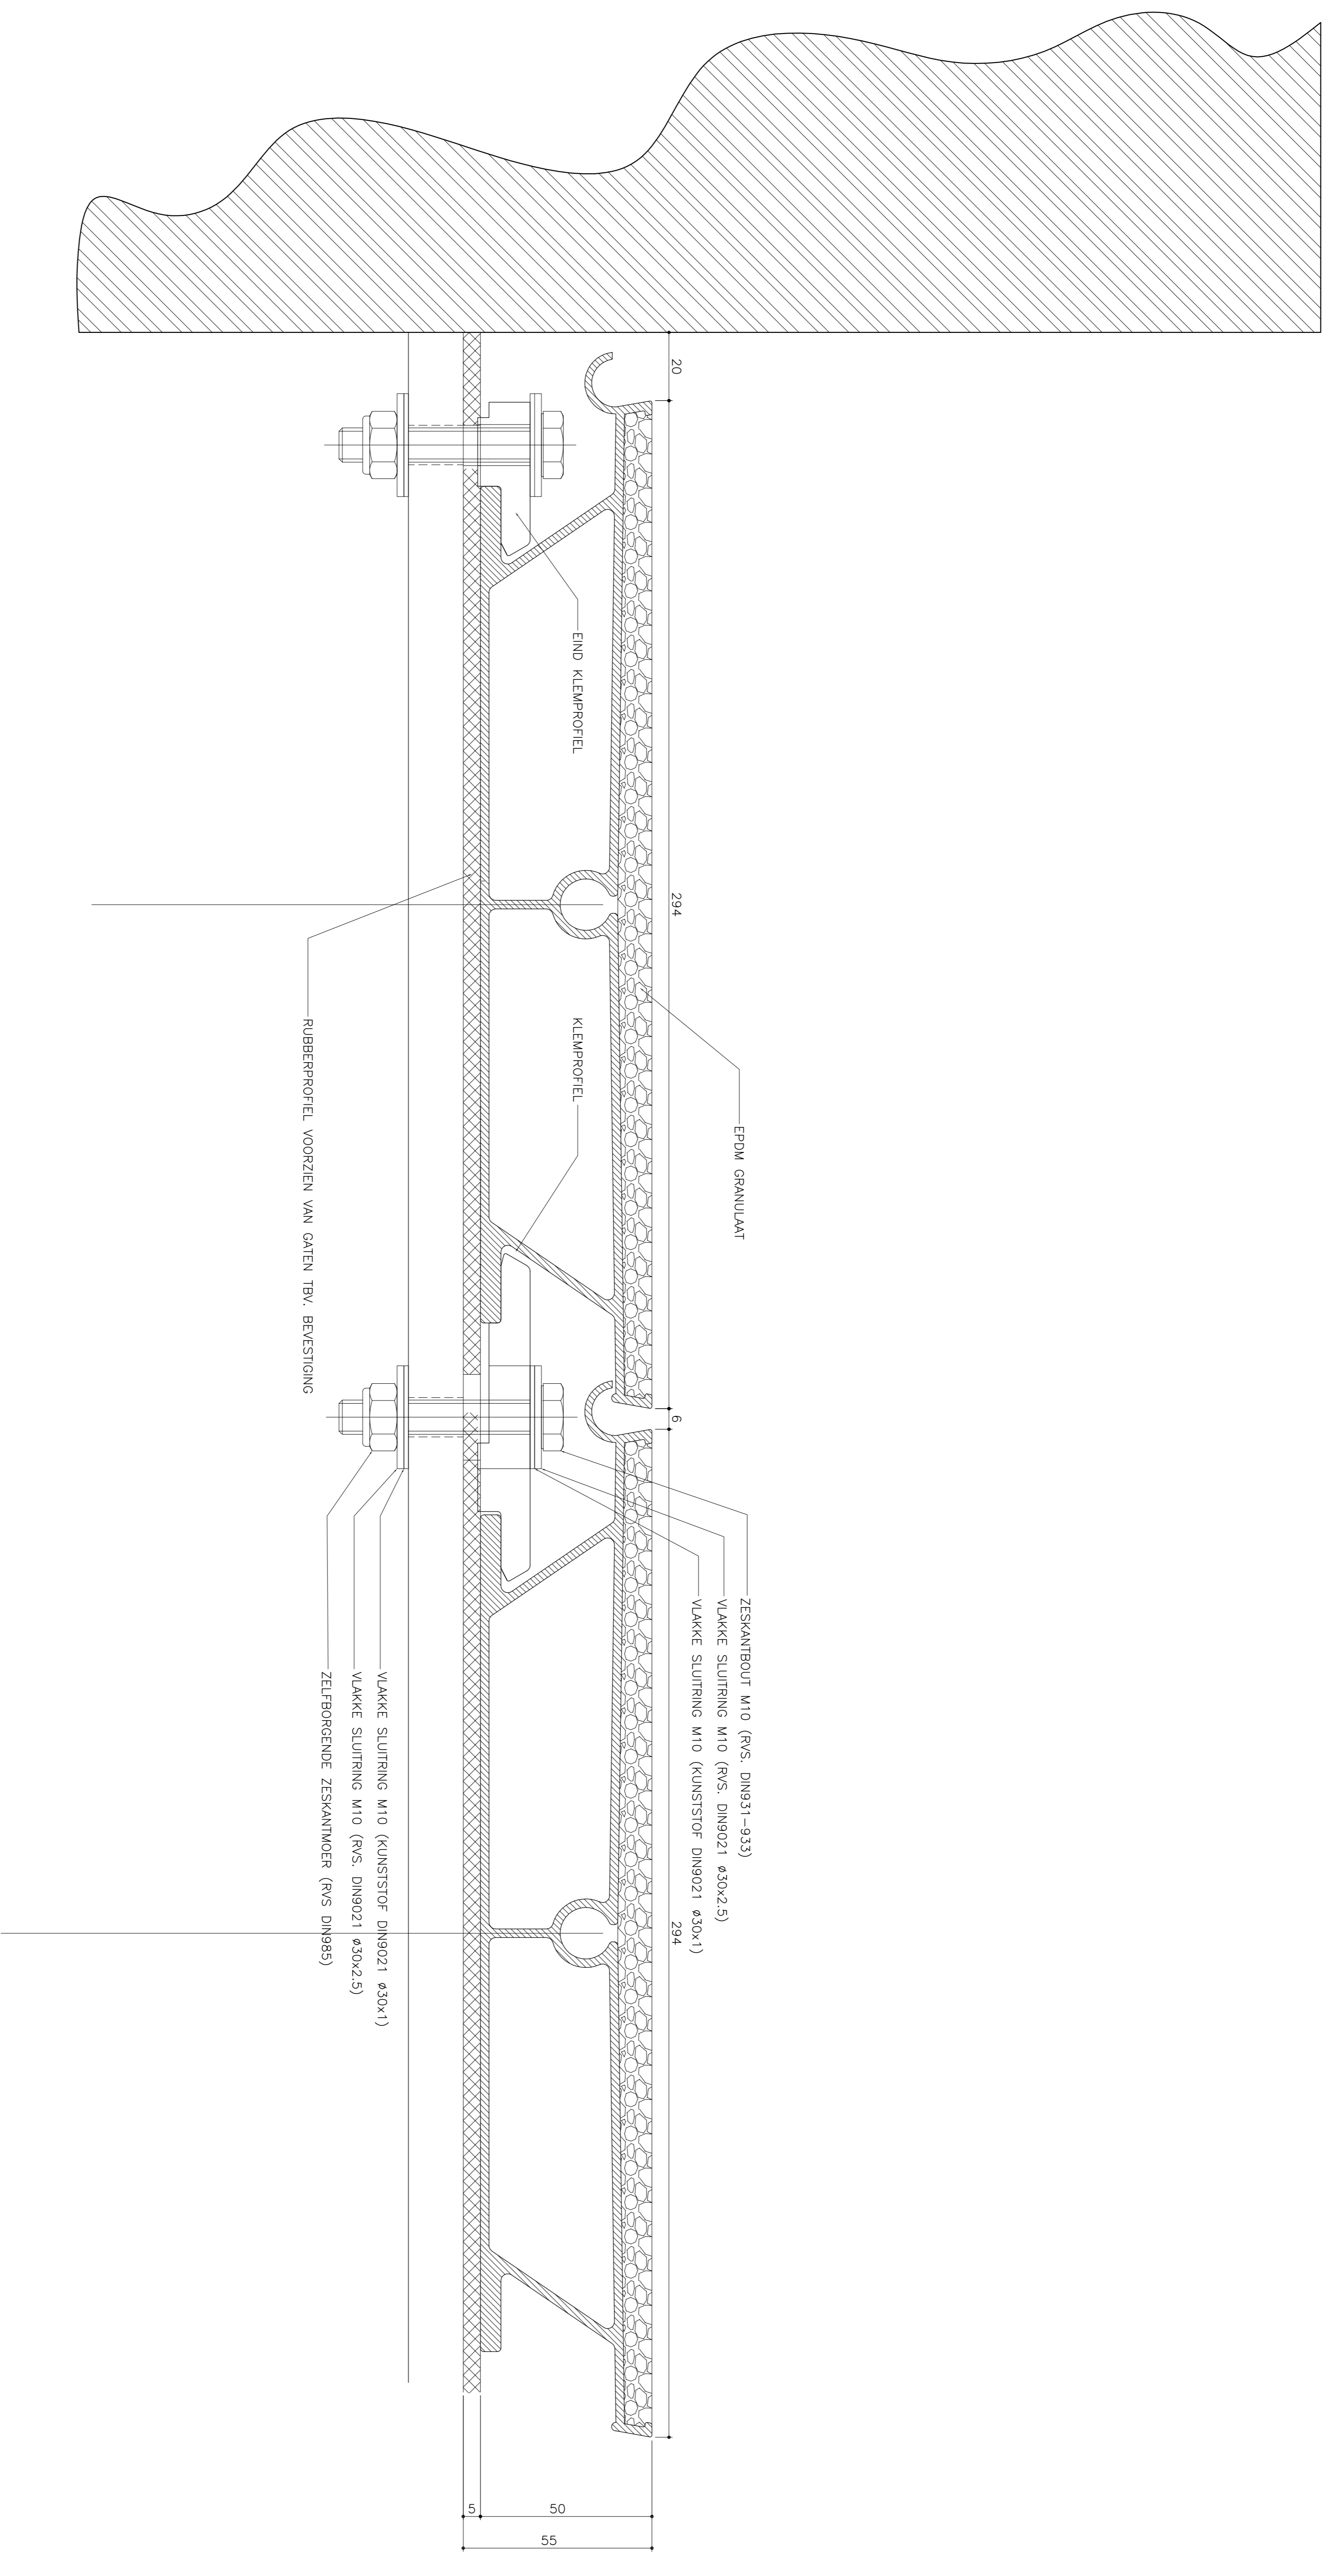 20
294
6
294
EPDM GRANULAAT
ZESKANTBOUT M10 (RVS. DIN931-933)
VLAKKE SLUITRING M10 (RVS. DIN9021 ø30x2.5)
VLAKKE SLUITRING M10 (KUNSTSTOF DIN9021 ø30x1)
EIND KLEMPROFIEL
KLEMPROFIEL
RUBBERPROFIEL VOORZIEN VAN GATEN TBV. BEVESTIGING
VLAKKE SLUITRING M10 (KUNSTSTOF DIN9021 ø30x1)
VLAKKE SLUITRING M10 (RVS. DIN9021 ø30x2.5)
ZELFBORGENDE ZESKANTMOER (RVS DIN985)
50
5
55